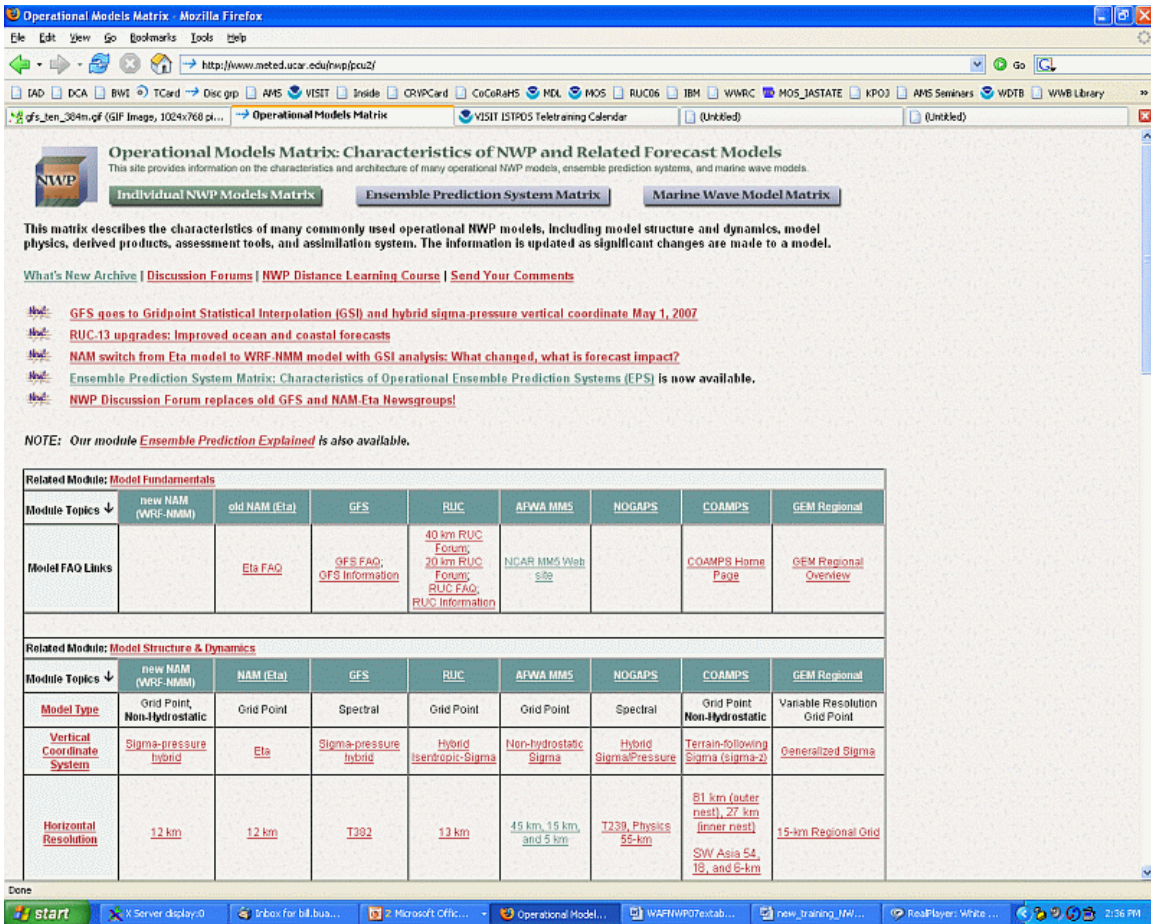 Operational Models Matrix - Mozilla Firefox
File Edit View Go Bookmarks Tools Help
http://www.meted.ucar.edu/nwp/pcu2/
Go
IAD DCA BWI TCard Disc grp AMS VISIT Inside CRYPCard CoCoRaHS MDL MOS RUC06 IBM WWRC MOS_IASTATE KPOJ AMS Seminars WDTB WWB Library »
gfs_ten_384m.gif (GIF Image, 1024x768 pi... Operational Models Matrix VISIT ISTPDS Teletraining Calendar (Untitled) (Untitled)
NWP
Operational Models Matrix: Characteristics of NWP and Related Forecast Models
This site provides information on the characteristics and architecture of many operational NWP models, ensemble prediction systems, and marine wave models.
Individual NWP Models Matrix Ensemble Prediction System Matrix Marine Wave Model Matrix
This matrix describes the characteristics of many commonly used operational NWP models, including model structure and dynamics, model
physics, derived products, assessment tools, and assimilation system. The information is updated as significant changes are made to a model.
What's New Archive | Discussion Forums | NWP Distance Learning Course | Send Your Comments
New! GFS goes to Gridpoint Statistical Interpolation (GSI) and hybrid sigma-pressure vertical coordinate May 1, 2007
New! RUC-13 upgrades: Improved ocean and coastal forecasts
New! NAM switch from Eta model to WRF-NMM model with GSI analysis: What changed, what is forecast impact?
New! Ensemble Prediction System Matrix: Characteristics of Operational Ensemble Prediction Systems (EPS) is now available.
New! NWP Discussion Forum replaces old GFS and NAM-Eta Newsgroups!
NOTE: Our module Ensemble Prediction Explained is also available.
Related Module: Model Fundamentals
Module Topics ↓ new NAM (WRF-NMM) old NAM (Eta) GFS RUC AFWA MM5 NOGAPS COAMPS GEM Regional
Model FAQ Links Eta FAQ GFS FAQ; GFS Information 40 km RUC Forum; 20 km RUC Forum; RUC FAQ; RUC Information NCAR MM5 Web site COAMPS Home Page GEM Regional Overview
Related Module: Model Structure & Dynamics
Module Topics ↓ new NAM (WRF-NMM) NAM (Eta) GFS RUC AFWA MM5 NOGAPS COAMPS GEM Regional
Model Type Grid Point, Non-Hydrostatic Grid Point Spectral Grid Point Grid Point Spectral Grid Point Non-Hydrostatic Variable Resolution Grid Point
Vertical Coordinate System Sigma-pressure hybrid Eta Sigma-pressure hybrid Hybrid Isentropic-Sigma Non-hydrostatic Sigma Hybrid Sigma/Pressure Terrain-following Sigma (sigma-z) Generalized Sigma
Horizontal Resolution 12 km 12 km T382 13 km 45 km, 15 km, and 5 km T239, Physics 55-km 81 km (outer nest), 27 km (inner nest) SW Asia 54, 18, and 6-km 15-km Regional Grid
Done
start X Server display:0 Inbox for bill.bua... 2 Microsoft Offic... Operational Model... WAFNWP07extab... new_training_NW... RealPlayer: White ... 2:36 PM